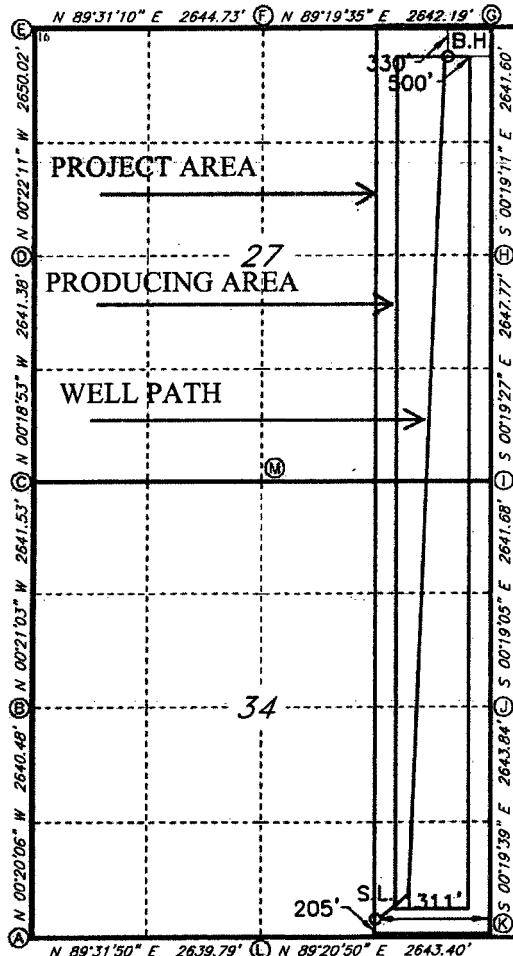 N 89°31'10" E 2644.73' F N 89°19'35" E 2642.19' G
E
16
B.H.
330'
500'
N 00°22'11" W 2650.02'
S 00°19'11" E 2641.60'
PROJECT AREA
D
27
H
PRODUCING AREA
N 00°18'53" W 2641.38'
S 00°19'27" E 2647.77'
WELL PATH
C
M
I
N 00°21'03" W 2641.53'
S 00°19'05" E 2641.68'
B
34
J
N 00°20'06" W 2640.48'
S 00°19'39" E 2643.84'
S.L.
1311'
205'
A
K
N 89°31'50" E 2639.79' L N 89°20'50" E 2643.40'